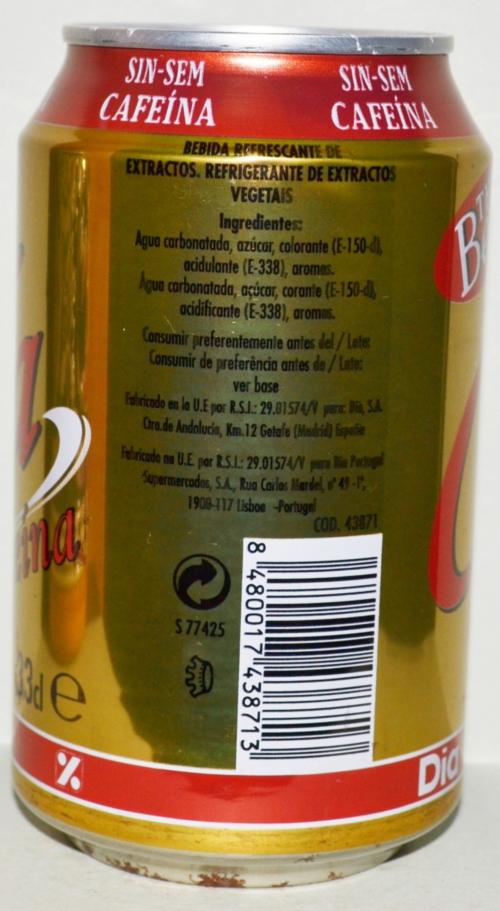 SIN-SEM
CAFEÍNA
SIN-SEM
CAFEÍNA
BEBIDA REFRESCANTE DE
EXTRACTOS. REFRIGERANTE DE EXTRACTOS
VEGETAIS
Ingredientes:
Agua carbonatada, azúcar, colorante (E-150-d),
acidulante (E-338), aromas.
Água carbonatada, açúcar, corante (E-150-d),
acidificante (E-338), aromas.
Consumir preferentemente antes del / Lote:
Consumir de preferência antes de / Lote:
ver base
Fabricado en la U.E por R.S.I.: 29.01574/V para: Dia, S.A.
Ctra. de Andalucía, Km. 12 Getafe (Madrid) España
Fabricado na U.E. por R.S.I.: 29.01574/V para Dia Portugal
Supermercados, S.A., Rua Carlos Mardel, nº 49 -1º,
1900-117 Lisboa -Portugal
COD. 43871
S 77425
8 480017 438713
33cl e
%
Dia